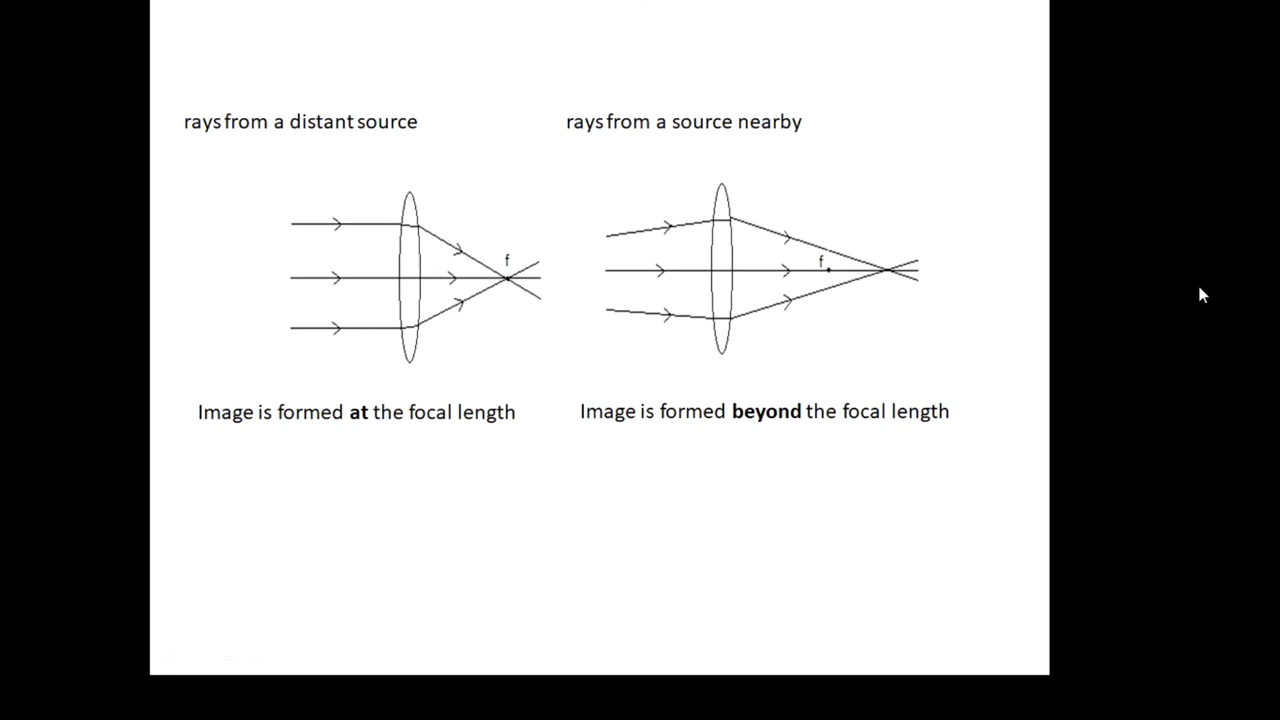 rays from a distant source
rays from a source nearby
f
f
Image is formed at the focal length
Image is formed beyond the focal length